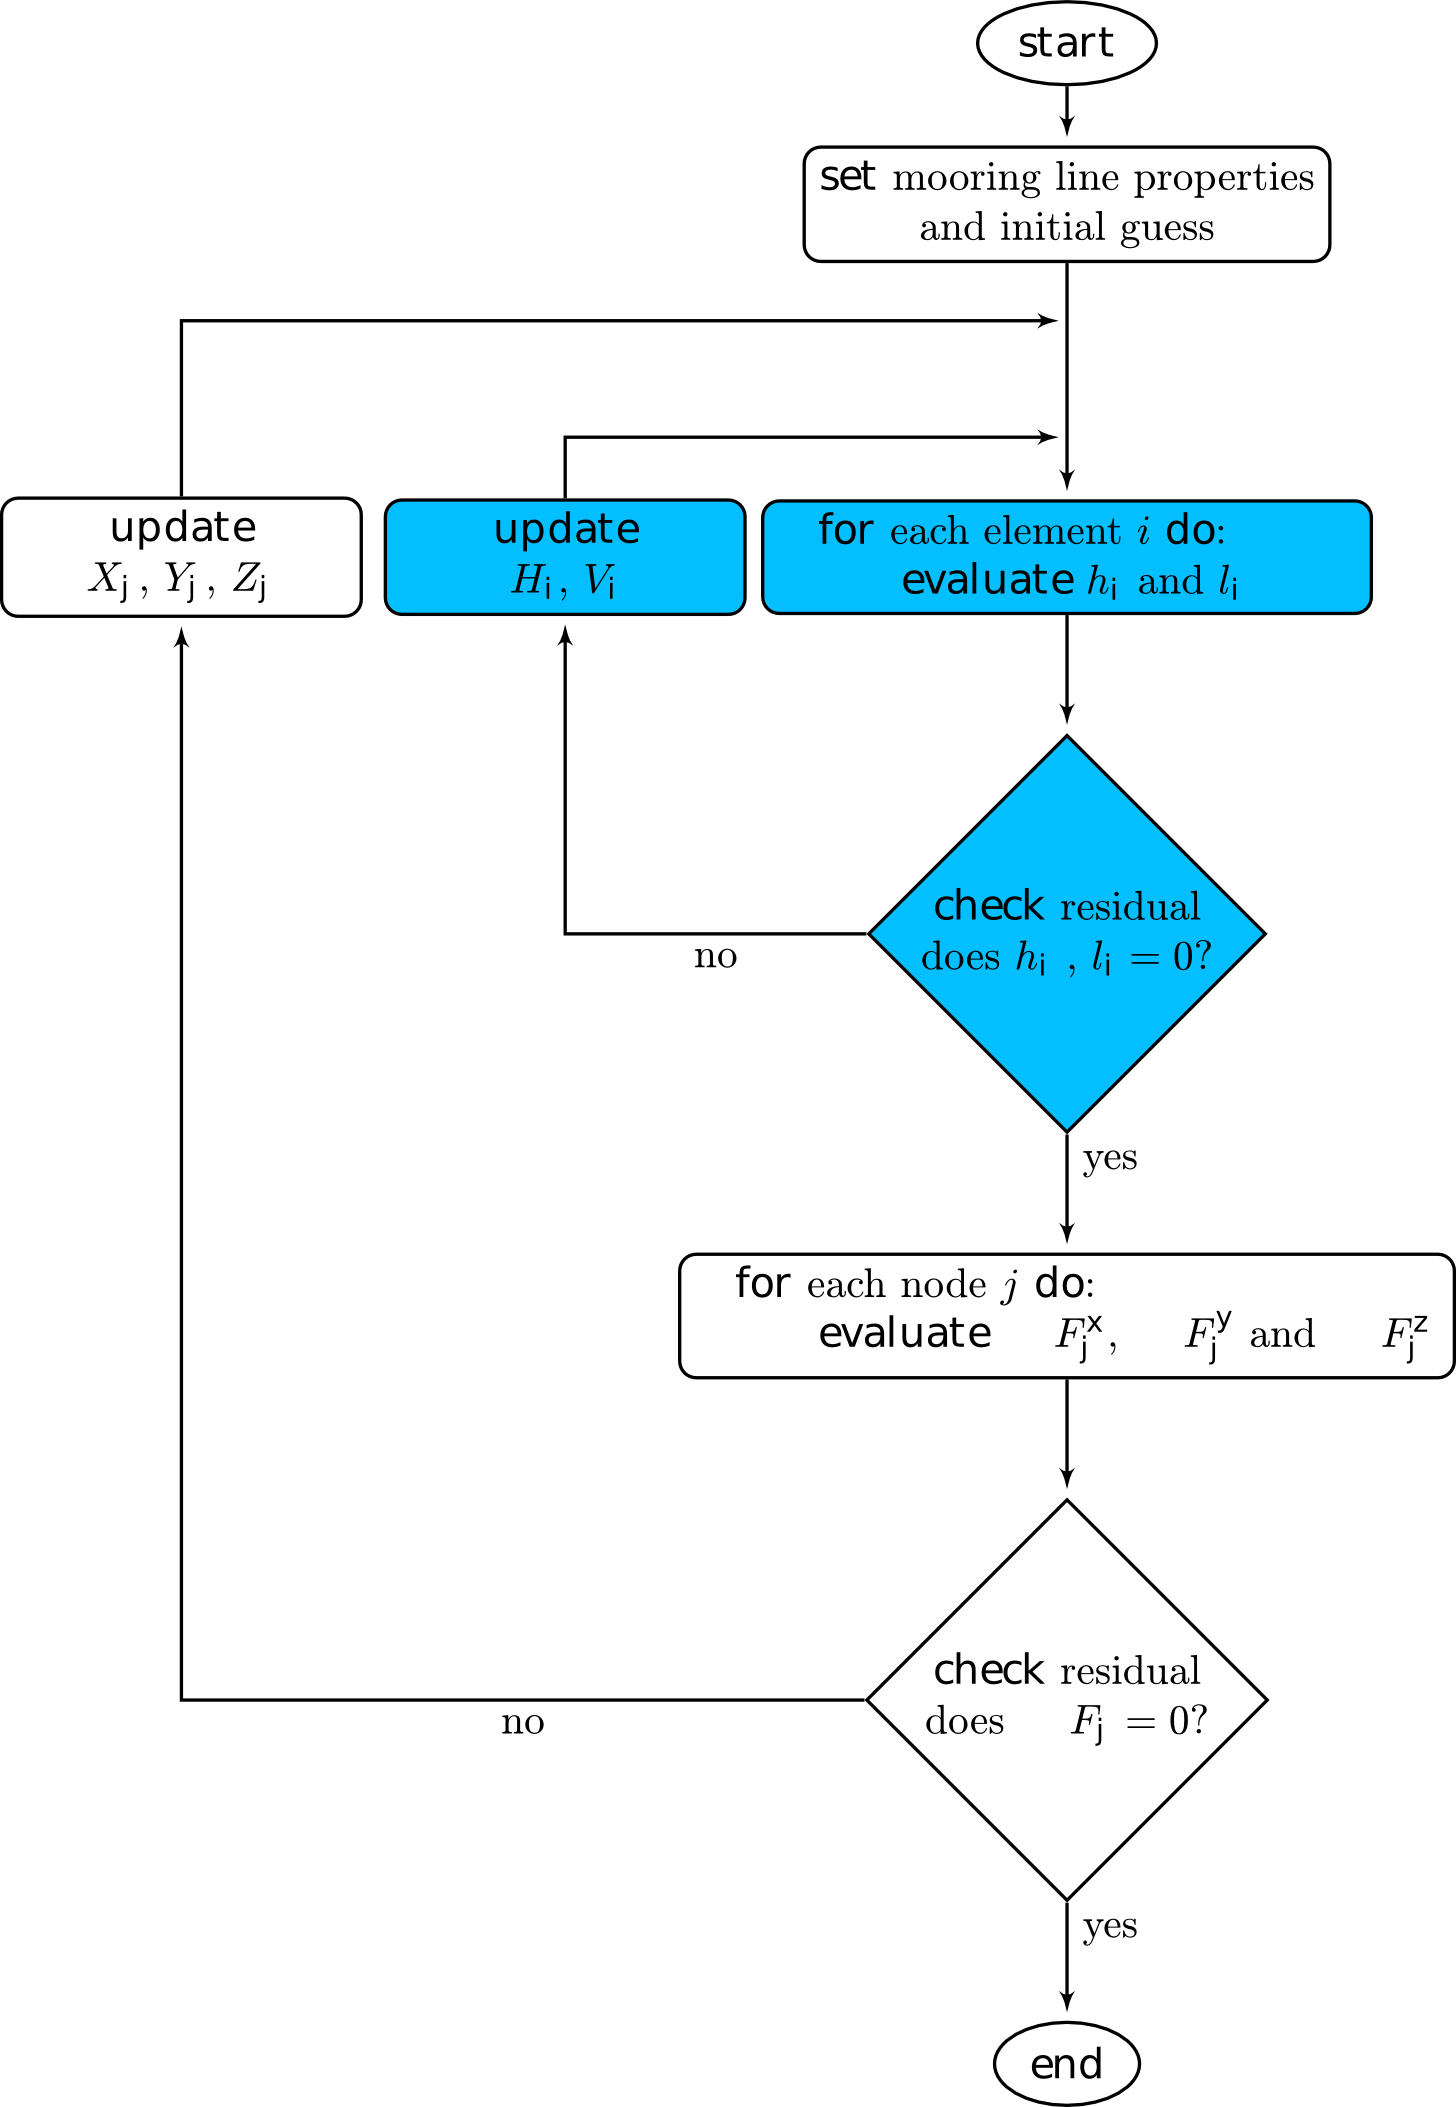 start
set mooring line properties
and initial guess
update
X_j , Y_j , Z_j
update
H_i , V_i
for each element i do:
evaluate h_i and l_i
check residual
does h_i , l_i = 0?
no
yes
for each node j do:
evaluate F_j^x, F_j^y and F_j^z
check residual
does F_j = 0?
no
yes
end